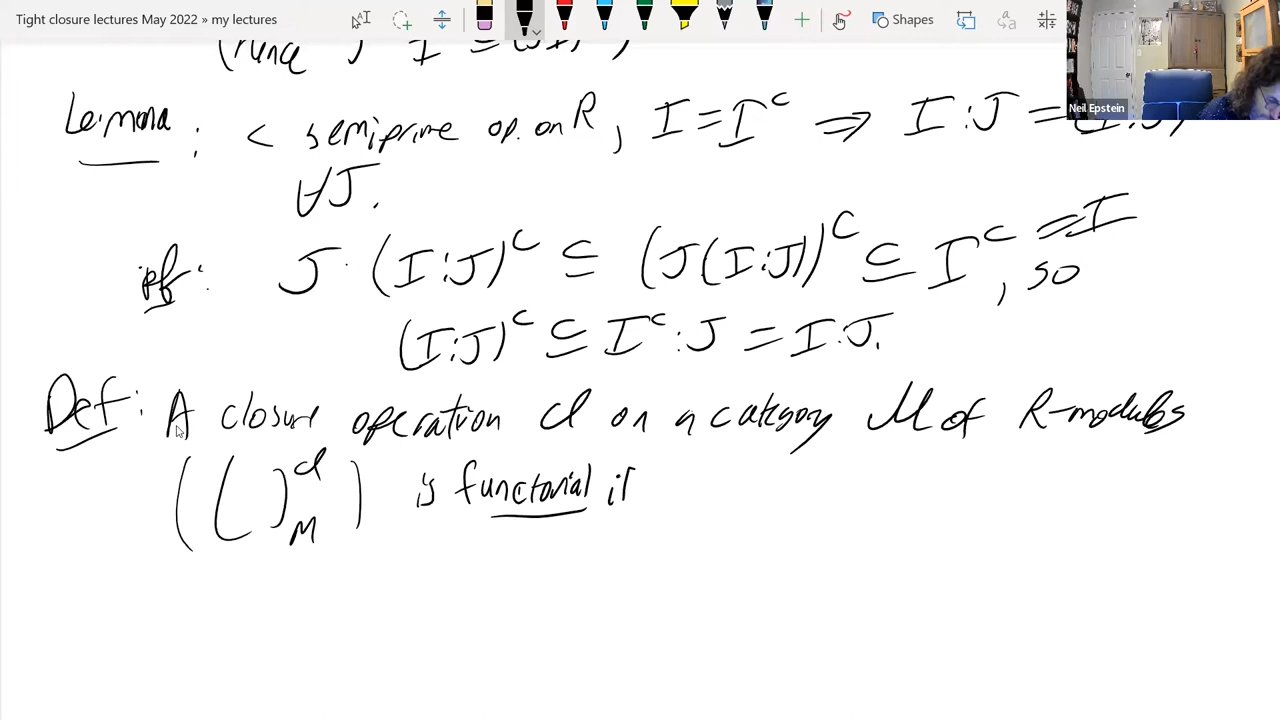 Tight closure lectures May 2022 » my lectures
Shapes
Neil Epstein
(hence J I ⊆
Lemma: c semiprime op. on R, I = I^c ⇒ I : J = (I : J)
∀J.
pf: J · (I : J)^c ⊆ (J(I : J))^c ⊆ I^c = I, so
(I : J)^c ⊆ I^c : J = I : J.
Def: A closure operation cl on a category M of R-modules
(( )^cl_M) is functorial if